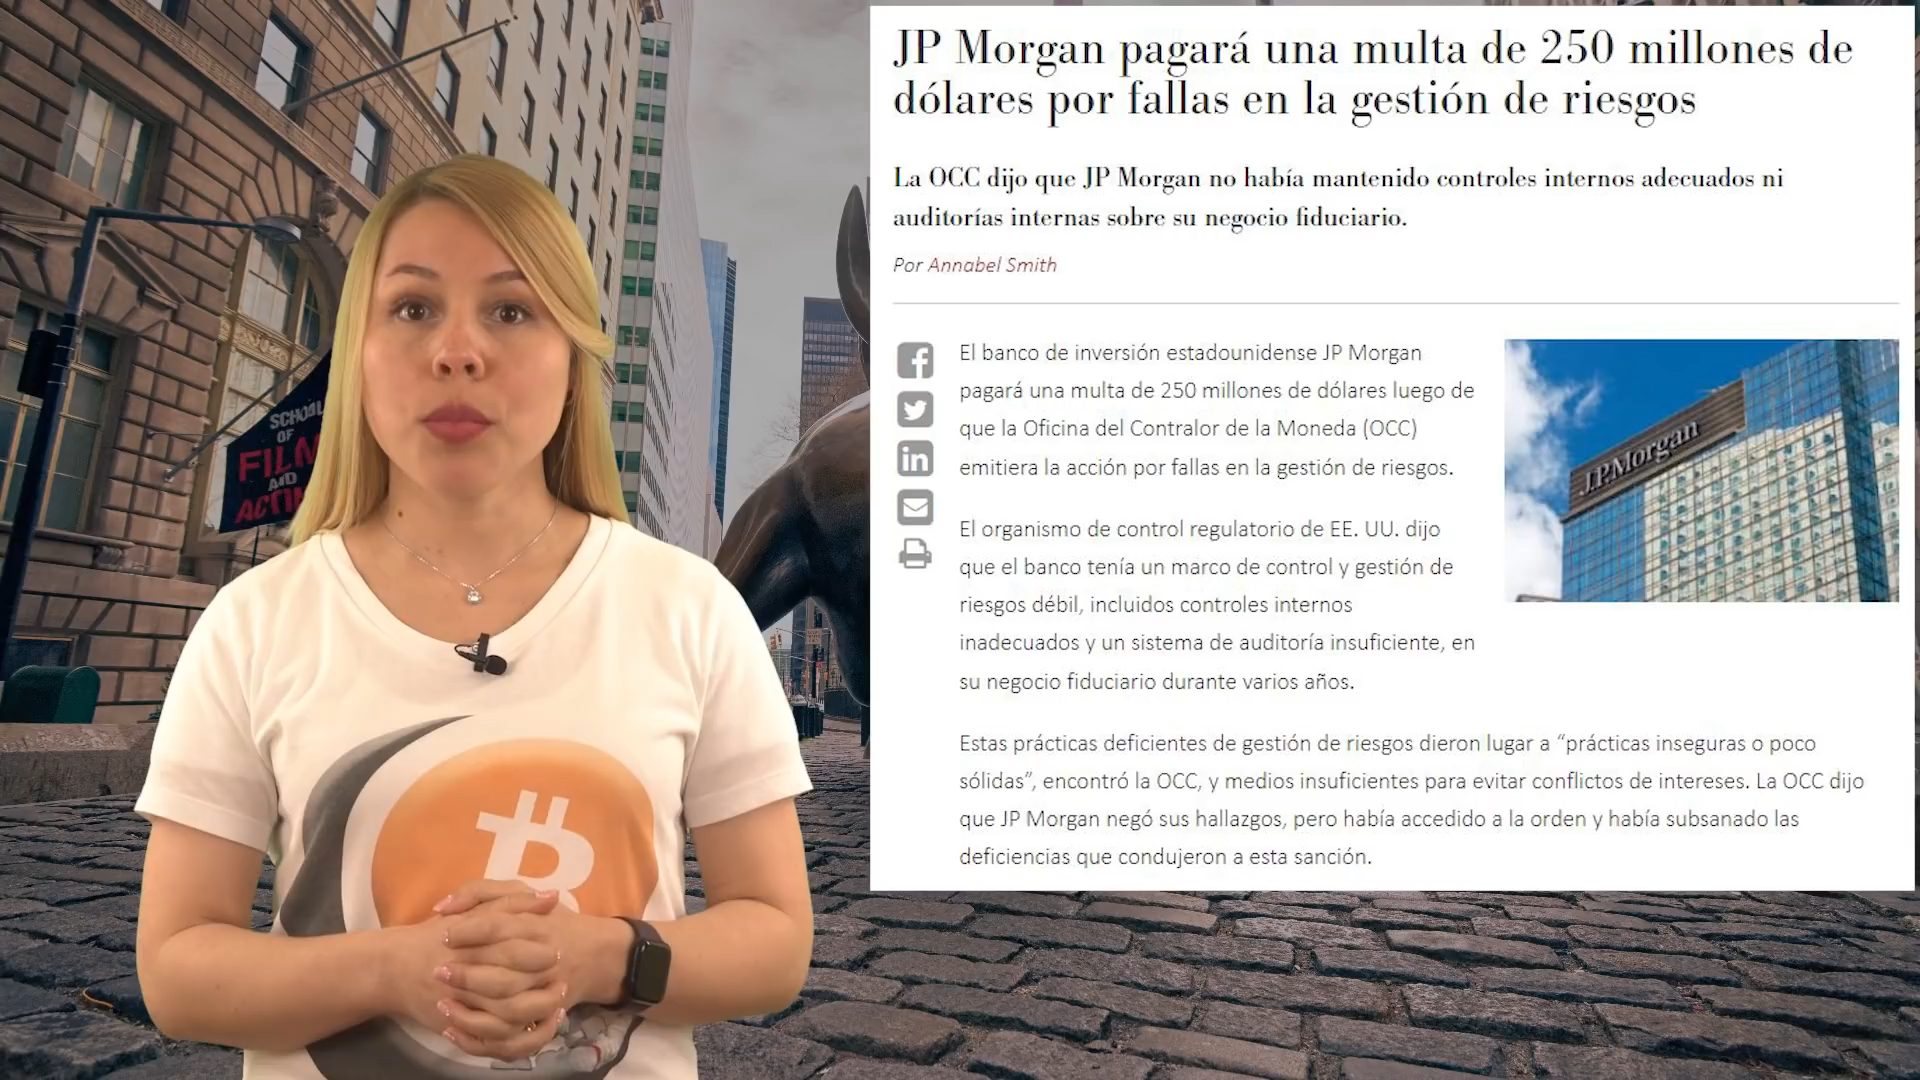 JP Morgan pagará una multa de 250 millones de
dólares por fallas en la gestión de riesgos
La OCC dijo que JP Morgan no había mantenido controles internos adecuados ni
auditorías internas sobre su negocio fiduciario.
Por Annabel Smith
El banco de inversión estadounidense JP Morgan
pagará una multa de 250 millones de dólares luego de
que la Oficina del Contralor de la Moneda (OCC)
emitiera la acción por fallas en la gestión de riesgos.
J.P.Morgan
El organismo de control regulatorio de EE. UU. dijo
que el banco tenía un marco de control y gestión de
riesgos débil, incluidos controles internos
inadecuados y un sistema de auditoría insuficiente, en
su negocio fiduciario durante varios años.
Estas prácticas deficientes de gestión de riesgos dieron lugar a “prácticas inseguras o poco
sólidas”, encontró la OCC, y medios insuficientes para evitar conflictos de intereses. La OCC dijo
que JP Morgan negó sus hallazgos, pero había accedido a la orden y había subsanado las
deficiencias que condujeron a esta sanción.
SCHOOL
OF
FILM
AND